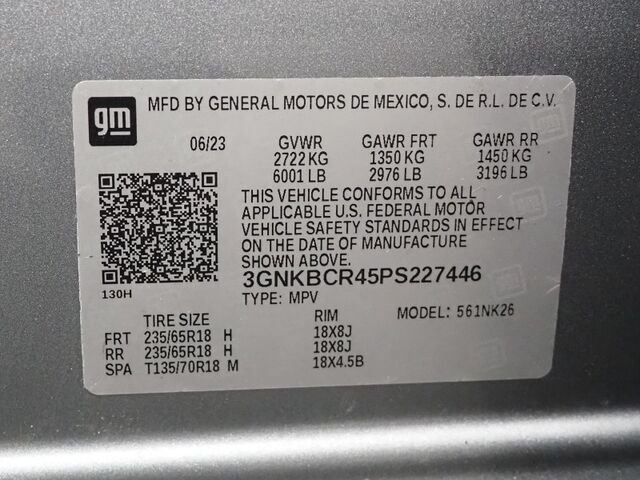 gm MFD BY GENERAL MOTORS DE MEXICO, S. DE R.L. DE C.V.
06/23 GVWR GAWR FRT GAWR RR
2722 KG 1350 KG 1450 KG
6001 LB 2976 LB 3196 LB
THIS VEHICLE CONFORMS TO ALL
APPLICABLE U.S. FEDERAL MOTOR
VEHICLE SAFETY STANDARDS IN EFFECT
ON THE DATE OF MANUFACTURE
SHOWN ABOVE.
3GNKBCR45PS227446
130H
TYPE: MPV MODEL: 561NK26
TIRE SIZE RIM
FRT 235/65R18 H 18X8J
RR 235/65R18 H 18X8J
SPA T135/70R18 M 18X4.5B